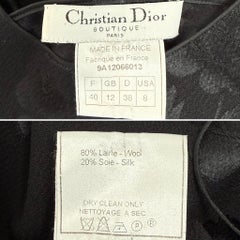 Christian Dior
BOUTIQUE
PARIS
MADE IN FRANCE
Fabriqué en France
8A12066012
F GB D USA
40 12 38 8
80% Laine - Wool
20% Soie - Silk
DRY CLEAN ONLY
NETTOYAGE A SEC